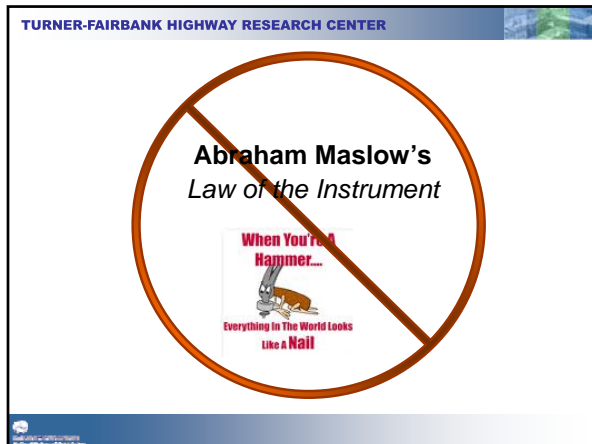 TURNER-FAIRBANK HIGHWAY RESEARCH CENTER
Abraham Maslow's
Law of the Instrument
When You're A
Hammer....
Everything In The World Looks
Like A Nail